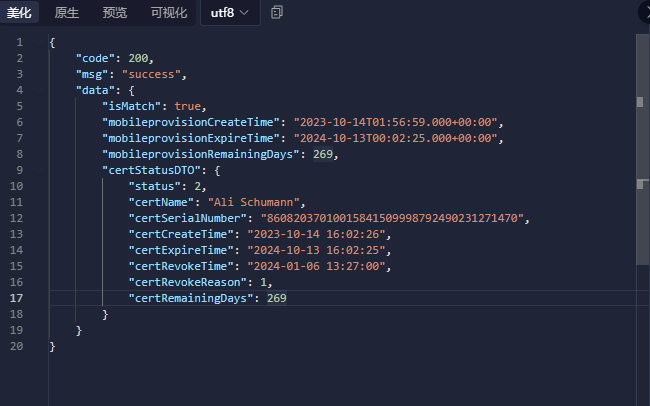 美化 原生 预览 可视化 utf8
1 {
2 "code": 200,
3 "msg": "success",
4 "data": {
5 "isMatch": true,
6 "mobileprovisionCreateTime": "2023-10-14T01:56:59.000+00:00",
7 "mobileprovisionExpireTime": "2024-10-13T00:02:25.000+00:00",
8 "mobileprovisionRemainingDays": 269,
9 "certStatusDTO": {
10 "status": 2,
11 "certName": "Ali Schumann",
12 "certSerialNumber": "86082037010015841509998792490231271470",
13 "certCreateTime": "2023-10-14 16:02:26",
14 "certExpireTime": "2024-10-13 16:02:25",
15 "certRevokeTime": "2024-01-06 13:27:00",
16 "certRevokeReason": 1,
17 "certRemainingDays": 269
18 }
19 }
20 }